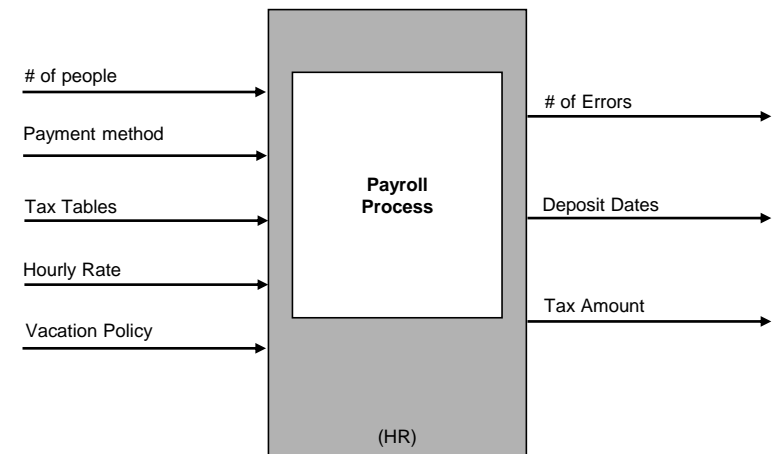 # of people
Payment method
Tax Tables
Hourly Rate
Vacation Policy
Payroll
Process
# of Errors
Deposit Dates
Tax Amount
(HR)